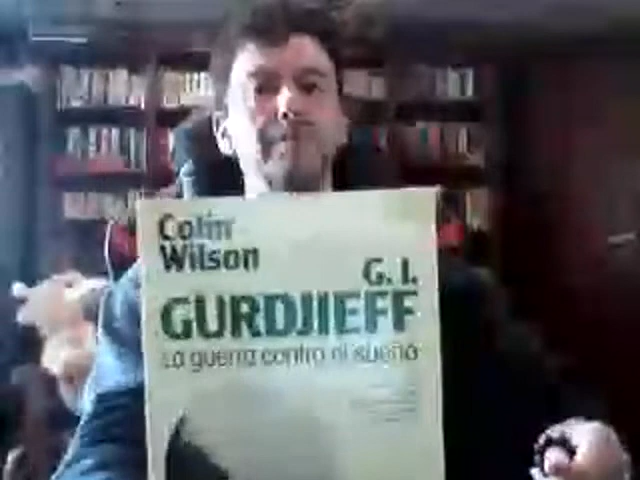 Colin
Wilson
G. I.
GURDJIEFF
La guerra contra el sueño